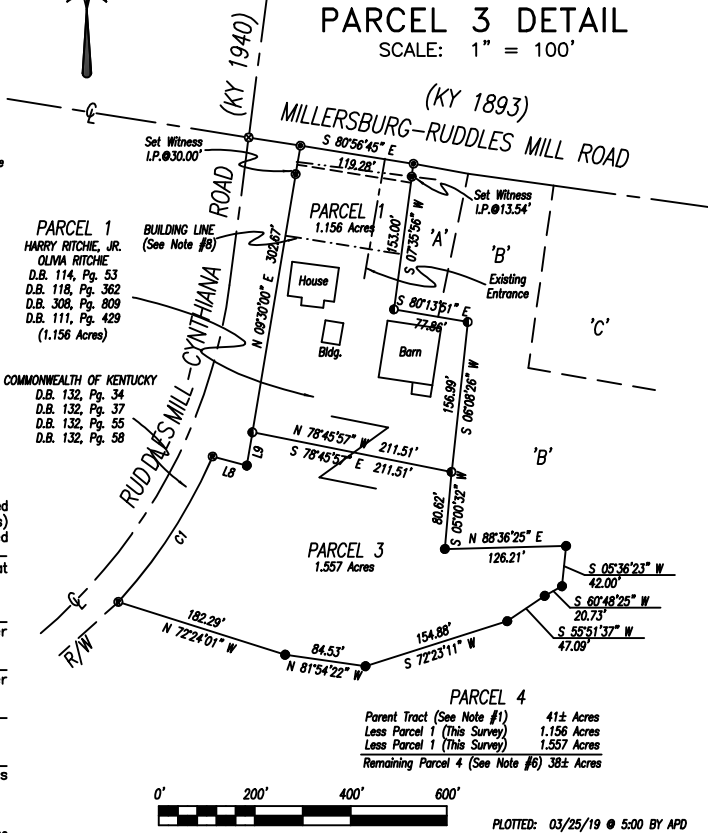 PARCEL 3 DETAIL
SCALE: 1" = 100'
(KY 1940)
(KY 1893)
MILLERSBURG-RUDDLES MILL ROAD
℄
Set Witness
I.P.@30.00'
S 80°56'45" E
119.28'
Set Witness
I.P.@13.54'
PARCEL 1
1.156 Acres
153.00'
S 07°35'56" W
'A'
'B'
'C'
Existing
Entrance
PARCEL 1
HARRY RITCHIE, JR.
OLIVIA RITCHIE
D.B. 114, Pg. 53
D.B. 118, Pg. 362
D.B. 308, Pg. 809
D.B. 111, Pg. 429
(1.156 Acres)
BUILDING LINE
(See Note #8)
302.67'
N 09°30'00" E
House
Bldg.
Barn
S 80°13'51" E
77.86'
156.99'
S 06°08'26" W
RUDDLES MILL-CYNTHIANA ROAD
COMMONWEALTH OF KENTUCKY
D.B. 132, Pg. 34
D.B. 132, Pg. 37
D.B. 132, Pg. 55
D.B. 132, Pg. 58
N 78°45'57" W 211.51'
S 78°45'57" E 211.51'
L9
L8
C1
'B'
80.62'
S 05°00'32" W
N 88°36'25" E
126.21'
PARCEL 3
1.557 Acres
S 05°36'23" W
42.00'
S 60°48'25" W
20.73'
S 55°51'37" W
47.09'
℄
R/W
182.29'
N 72°24'01" W
84.53'
N 81°54'22" W
154.88'
S 72°23'11" W
PARCEL 4
Parent Tract (See Note #1) 41± Acres
Less Parcel 1 (This Survey) 1.156 Acres
Less Parcel 1 (This Survey) 1.557 Acres
Remaining Parcel 4 (See Note #6) 38± Acres
0' 200' 400' 600'
PLOTTED: 03/25/19 @ 5:00 BY APD